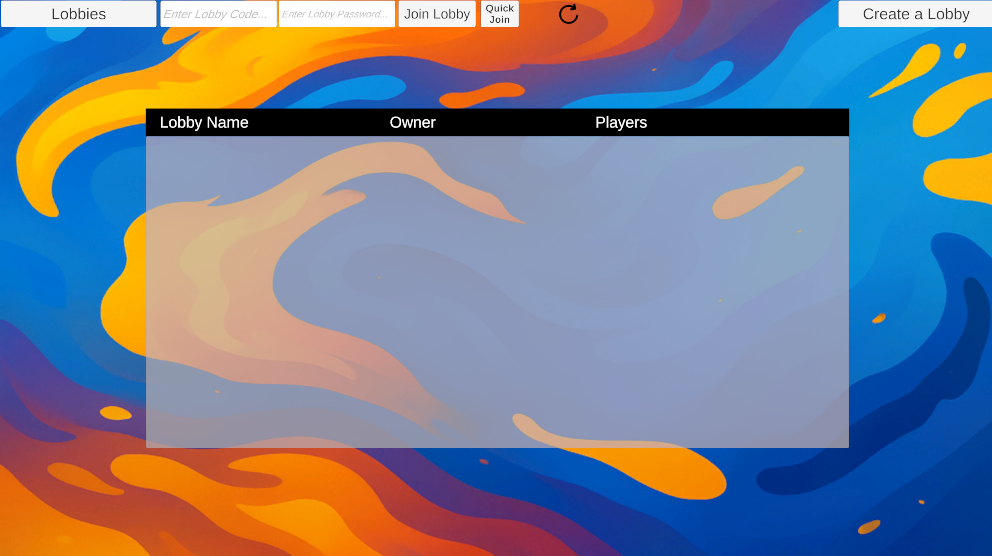 Lobbies
Enter Lobby Code...
Enter Lobby Password...
Join Lobby
Quick
Join
Create a Lobby
Lobby Name
Owner
Players